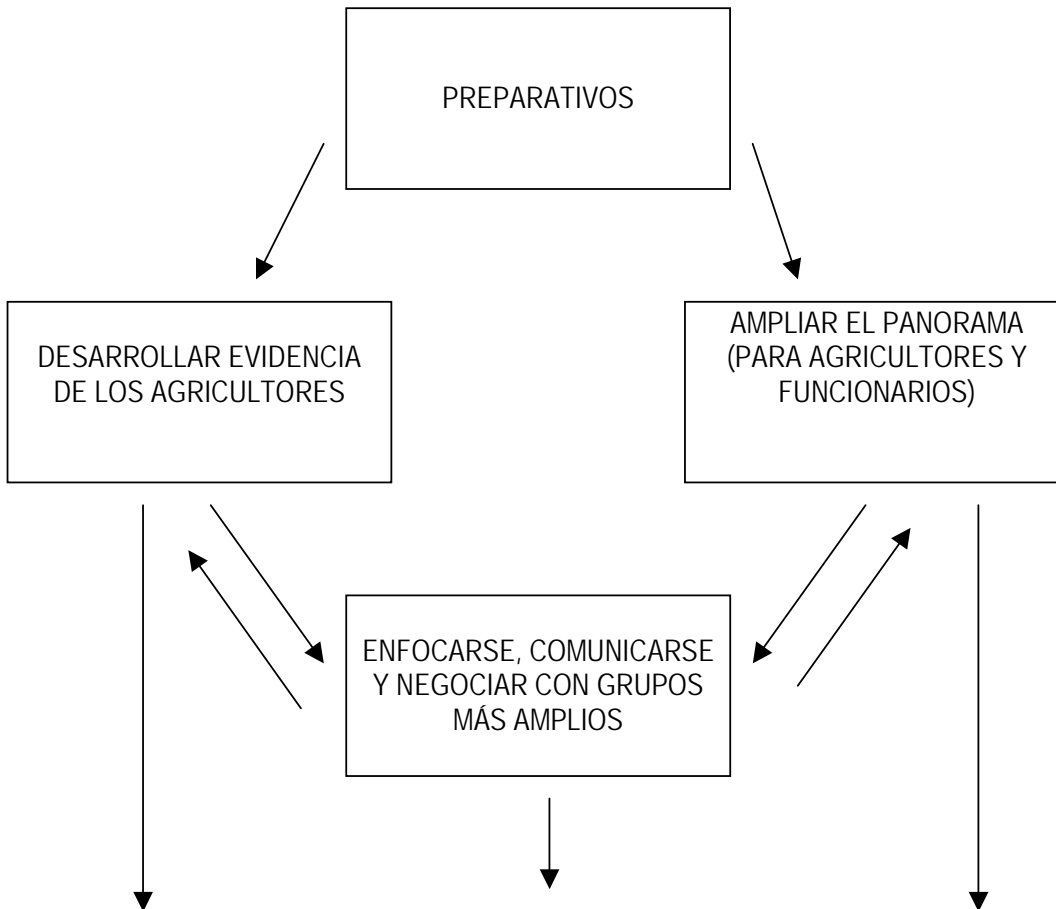 PREPARATIVOS
DESARROLLAR EVIDENCIA
DE LOS AGRICULTORES
AMPLIAR EL PANORAMA
(PARA AGRICULTORES Y
FUNCIONARIOS)
ENFOCARSE, COMUNICARSE
Y NEGOCIAR CON GRUPOS
MÁS AMPLIOS